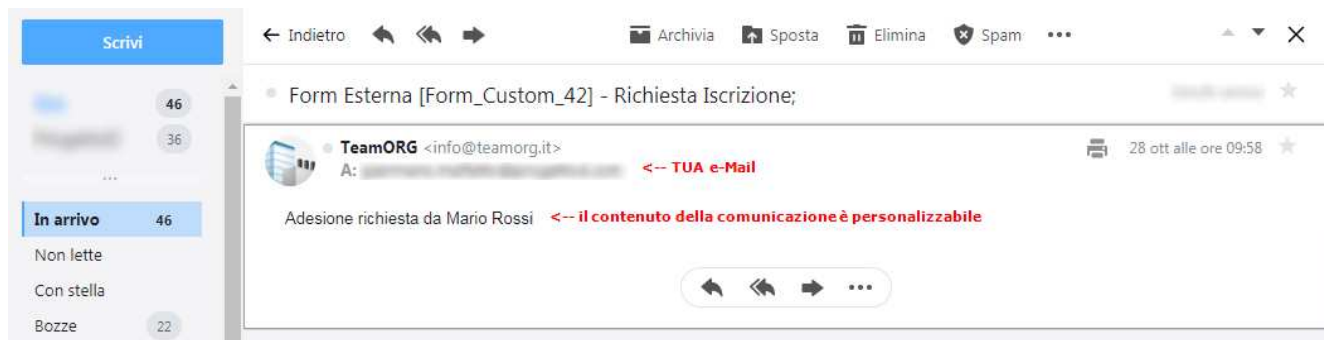 Scrivi
Indietro Archivia Sposta Elimina Spam
46
36
...
In arrivo 46
Non lette
Con stella
Bozze 22
Form Esterna [Form_Custom_42] - Richiesta Iscrizione;
TeamORG <info@teamorg.it> 28 ott alle ore 09:58
A: <-- TUA e-Mail
Adesione richiesta da Mario Rossi <-- il contenuto della comunicazione è personalizzabile